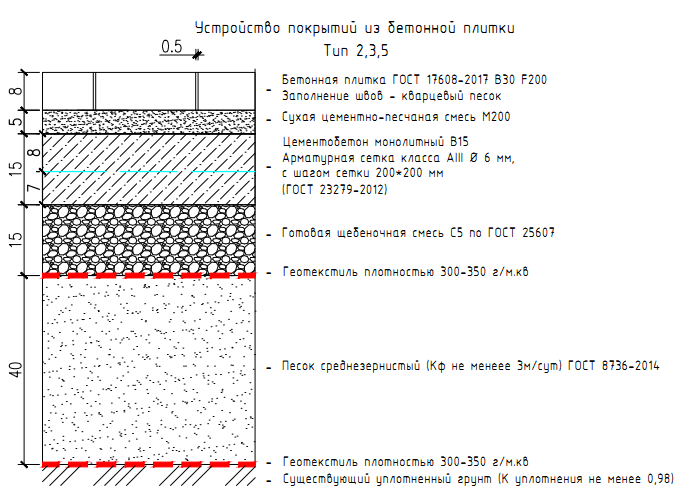 Устройство покрытий из бетонной плитки
Тип 2,3,5
0.5
8
- Бетонная плитка ГОСТ 17608-2017 В30 F200
Заполнение швов - кварцевый песок
5
- Сухая цементно-песчаная смесь М200
15
8
7
- Цементобетон монолитный В15
Арматурная сетка класса АIII Ø 6 мм,
с шагом сетки 200*200 мм
(ГОСТ 23279-2012)
15
- Готовая щебеночная смесь С5 по ГОСТ 25607
- Геотекстиль плотностью 300-350 г/м.кв
40
- Песок среднезернистый (Кф не менеее 3м/сут) ГОСТ 8736-2014
- Геотекстиль плотностью 300-350 г/м.кв
- Существующий уплотненный грунт (К уплотнения не менее 0,98)